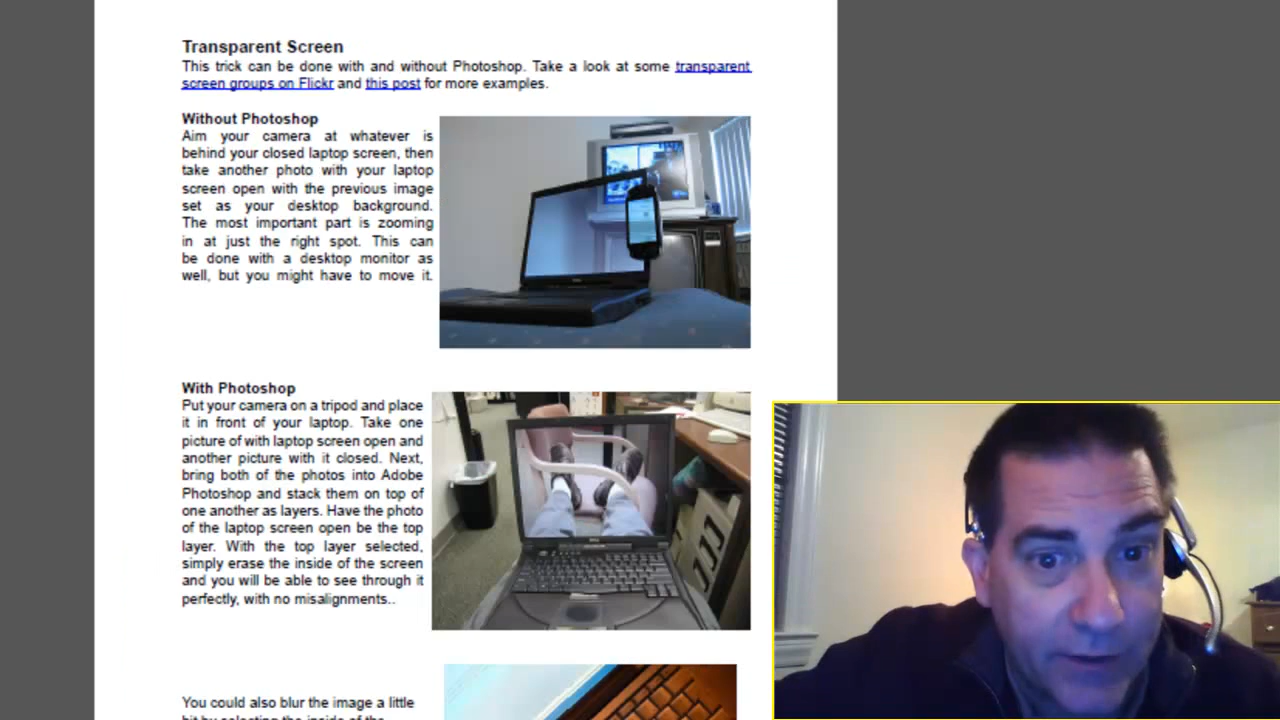 Transparent Screen
This trick can be done with and without Photoshop. Take a look at some transparent
screen groups on Flickr and this post for more examples.
Without Photoshop
Aim your camera at whatever is
behind your closed laptop screen, then
take another photo with your laptop
screen open with the previous image
set as your desktop background.
The most important part is zooming
in at just the right spot. This can
be done with a desktop monitor as
well, but you might have to move it.
With Photoshop
Put your camera on a tripod and place
it in front of your laptop. Take one
picture of with laptop screen open and
another picture with it closed. Next,
bring both of the photos into Adobe
Photoshop and stack them on top of
one another as layers. Have the photo
of the laptop screen open be the top
layer. With the top layer selected,
simply erase the inside of the screen
and you will be able to see through it
perfectly, with no misalignments..
You could also blur the image a little
bit by selecting the inside of the